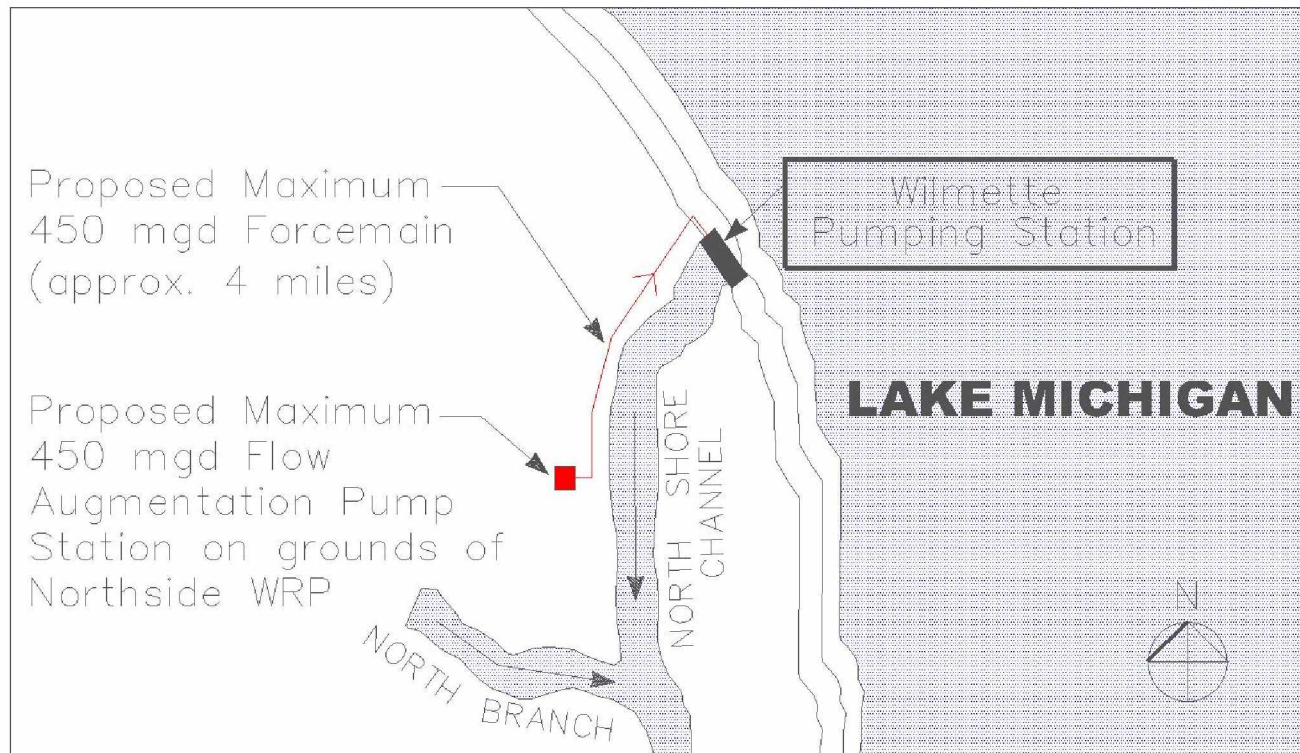 Proposed Maximum
450 mgd Forcemain
(approx. 4 miles)
Wilmette
Pumping Station
LAKE MICHIGAN
Proposed Maximum
450 mgd Flow
Augmentation Pump
Station on grounds of
Northside WRP
NORTH SHORE
CHANNEL
NORTH BRANCH
N